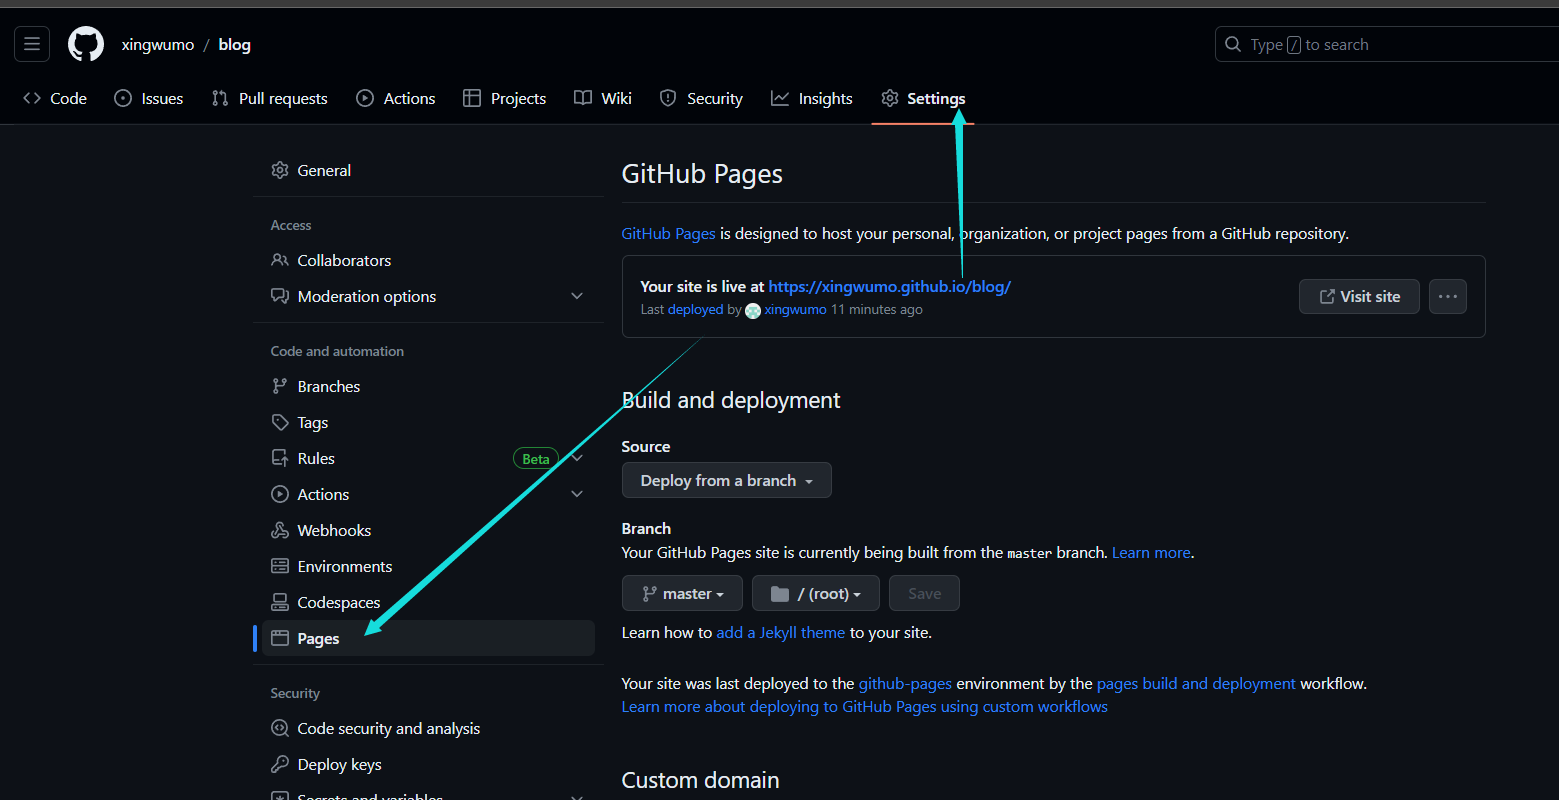 xingwumo / blog
Type / to search
Code
Issues
Pull requests
Actions
Projects
Wiki
Security
Insights
Settings
General
Access
Collaborators
Moderation options
Code and automation
Branches
Tags
Rules
Beta
Actions
Webhooks
Environments
Codespaces
Pages
Security
Code security and analysis
Deploy keys
Secrets and variables
GitHub Pages
GitHub Pages is designed to host your personal, organization, or project pages from a GitHub repository.
Your site is live at https://xingwumo.github.io/blog/
Last deployed by xingwumo 11 minutes ago
Visit site
Build and deployment
Source
Deploy from a branch
Branch
Your GitHub Pages site is currently being built from the master branch. Learn more.
master
/ (root)
Save
Learn how to add a Jekyll theme to your site.
Your site was last deployed to the github-pages environment by the pages build and deployment workflow.
Learn more about deploying to GitHub Pages using custom workflows
Custom domain